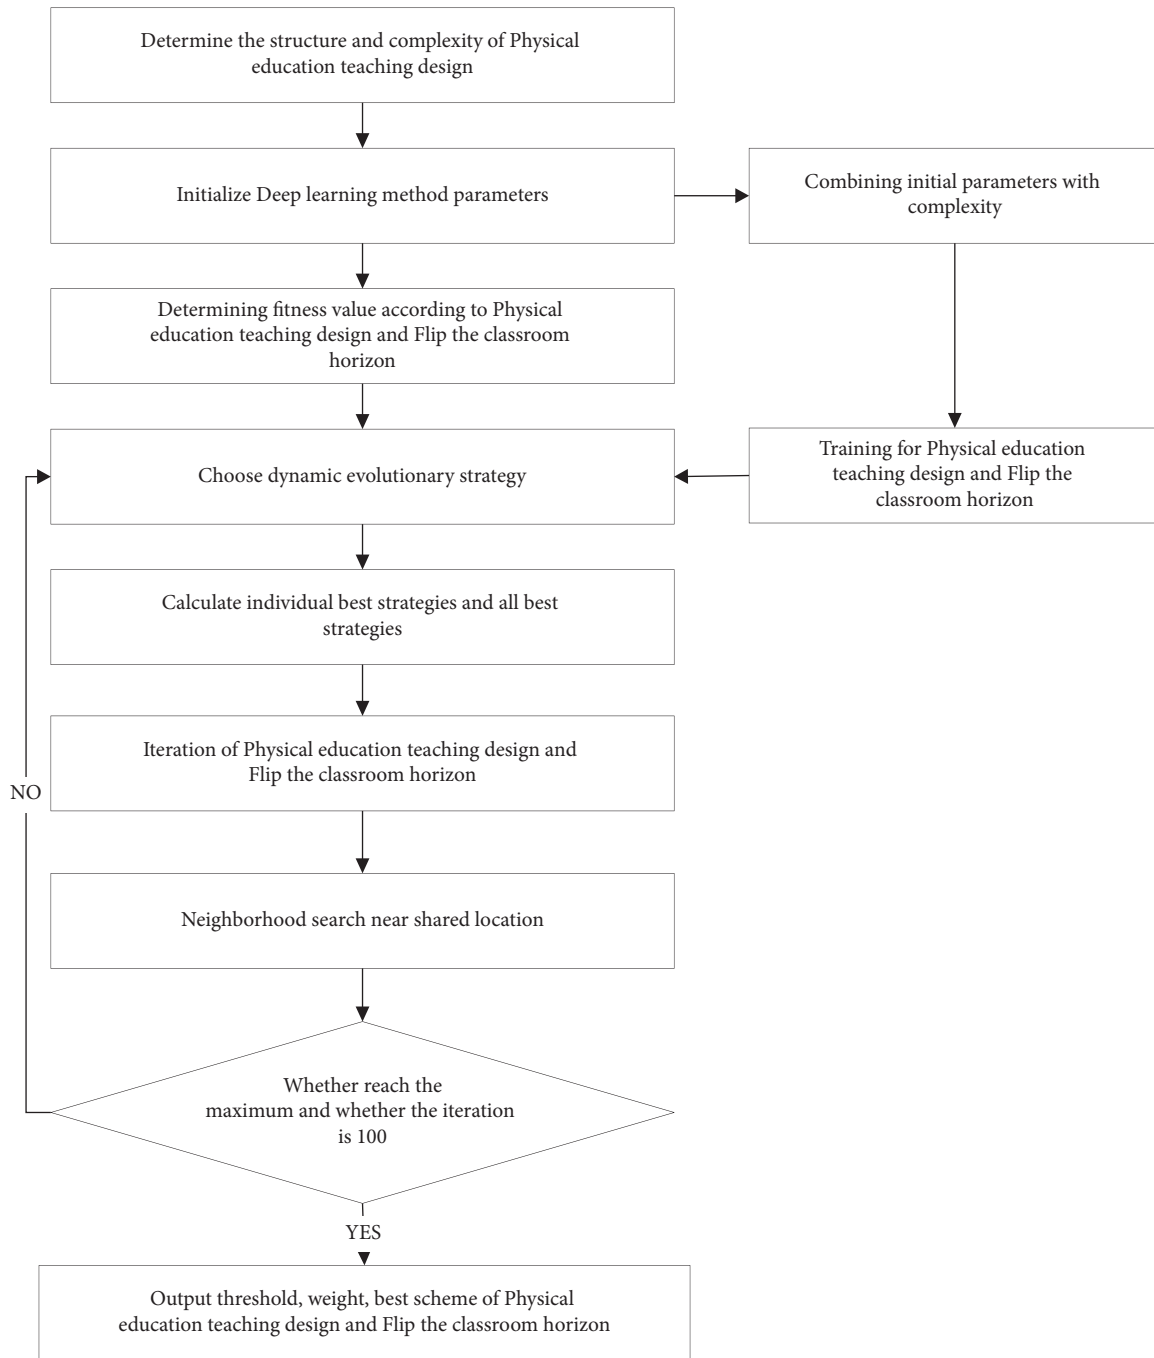 Determine the structure and complexity of Physical
education teaching design
Initialize Deep learning method parameters
Combining initial parameters with
complexity
Determining fitness value according to Physical
education teaching design and Flip the classroom
horizon
Choose dynamic evolutionary strategy
Training for Physical education
teaching design and Flip the
classroom horizon
Calculate individual best strategies and all best
strategies
Iteration of Physical education teaching design and
Flip the classroom horizon
NO
Neighborhood search near shared location
Whether reach the
maximum and whether the iteration
is 100
YES
Output threshold, weight, best scheme of Physical
education teaching design and Flip the classroom horizon